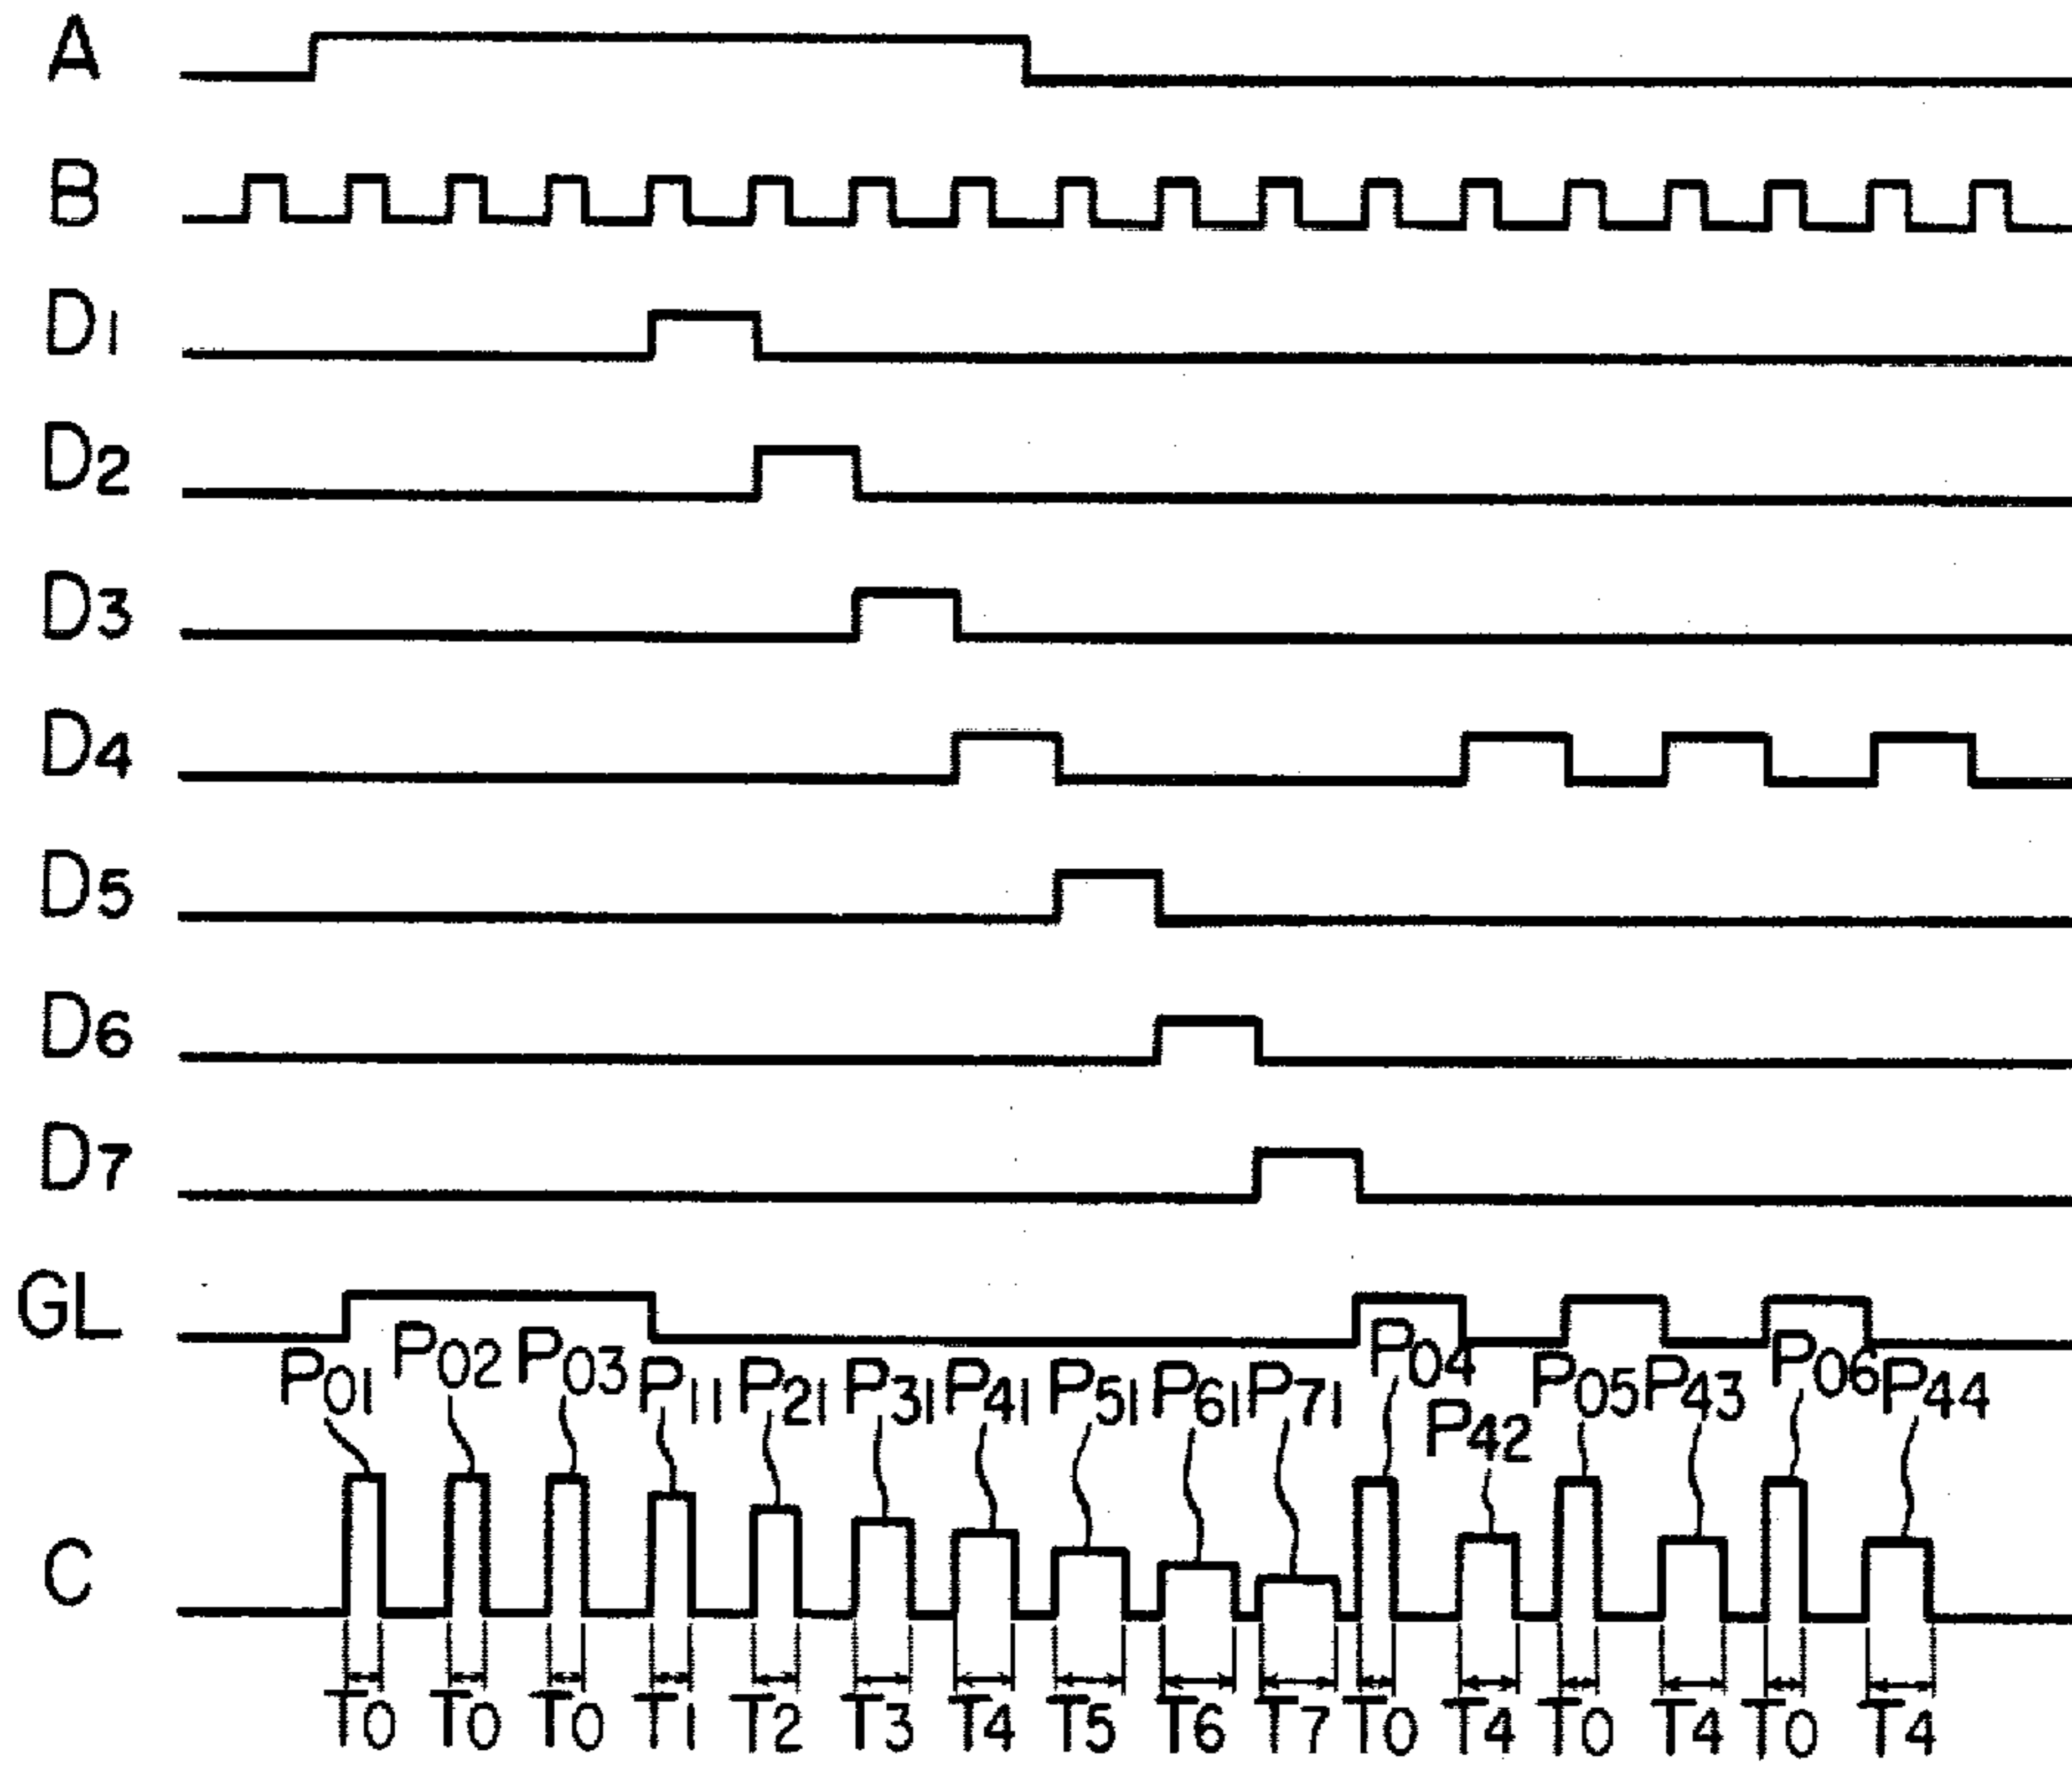 A
B
D1
D2
D3
D4
D5
D6
D7
GL
P01 P02 P03 P11 P21 P31 P41 P51 P61 P71 P04 P42 P05 P43 P06 P44
C
T0 T0 T0 T1 T2 T3 T4 T5 T6 T7 T0 T4 T0 T4 T0 T4